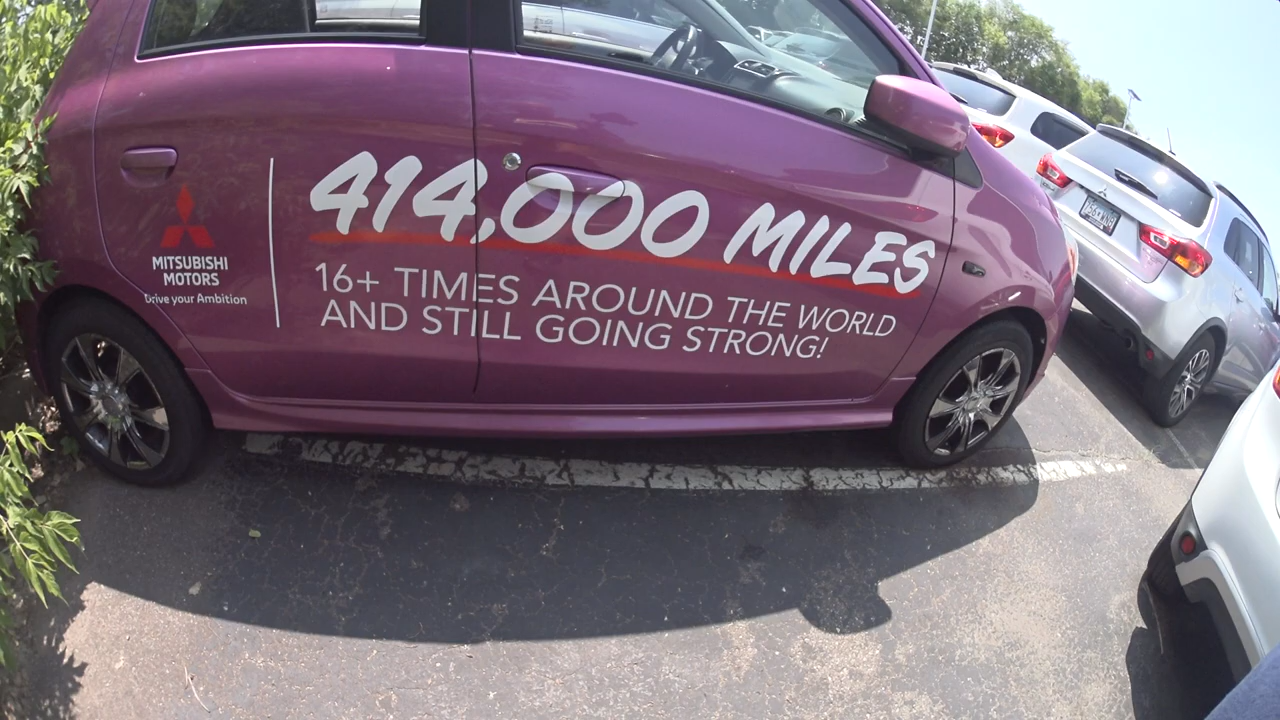 414,000 MILES
16+ TIMES AROUND THE WORLD
AND STILL GOING STRONG!
MITSUBISHI
MOTORS
Drive your Ambition